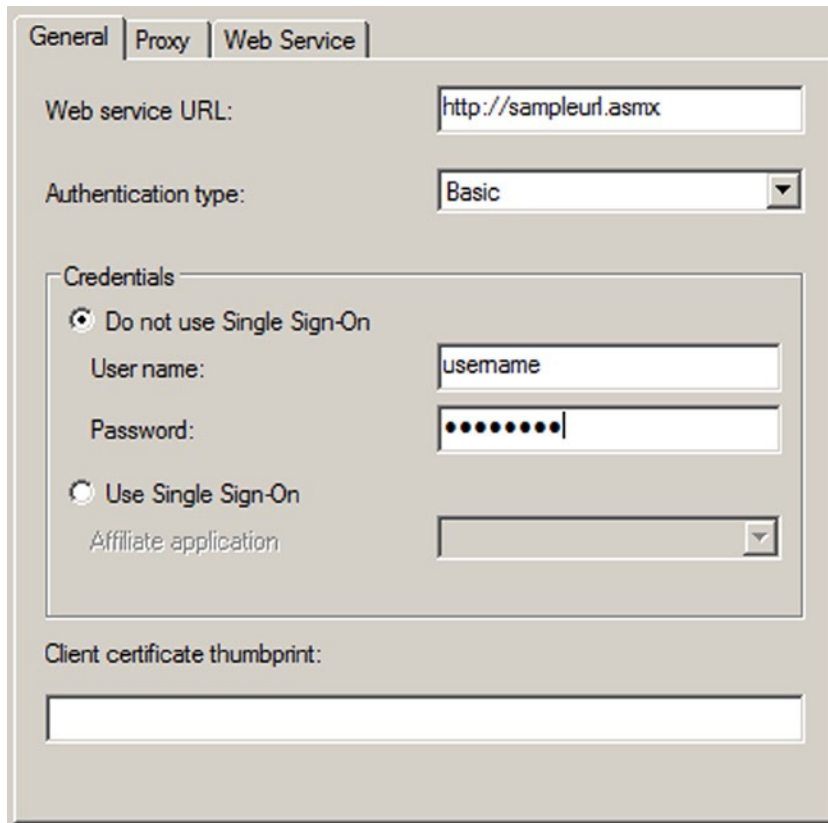 General Proxy Web Service
Web service URL: http://sampleurl.asmx
Authentication type: Basic
Credentials
Do not use Single Sign-On
User name: username
Password: ●●●●●●●●
Use Single Sign-On
Affiliate application
Client certificate thumbprint: